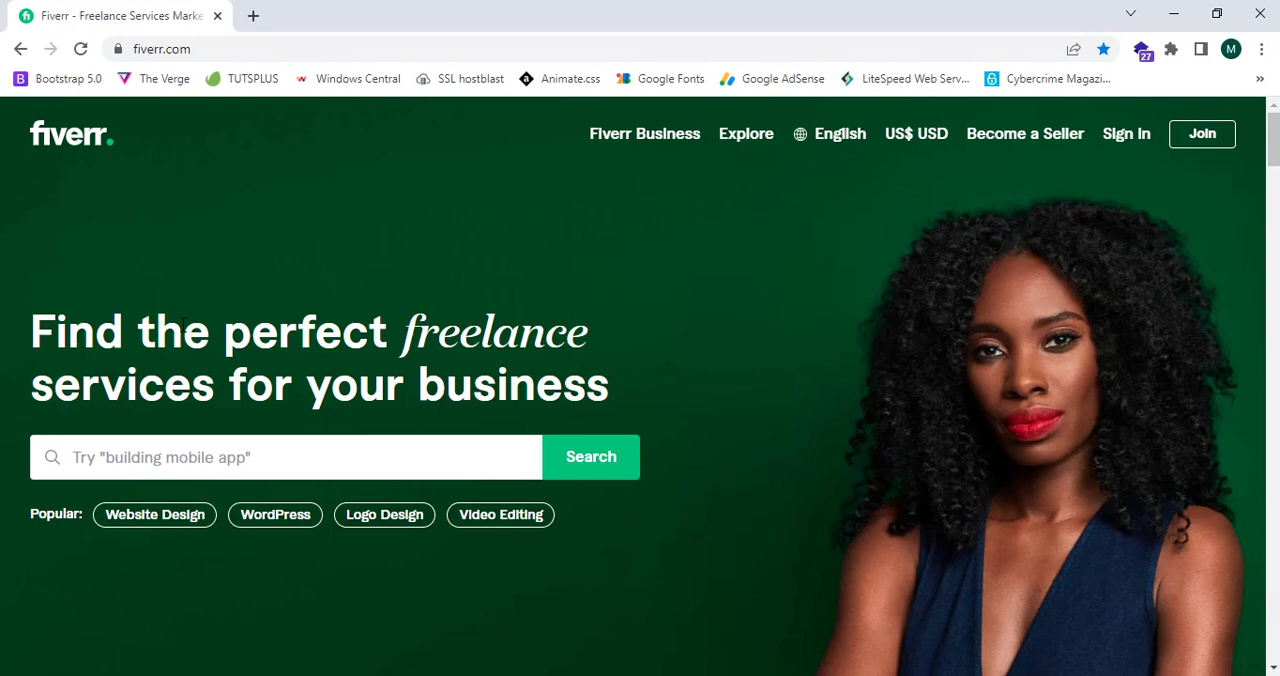 Fiverr - Freelance Services Marke
fiverr.com
27
M
Bootstrap 5.0
The Verge
TUTSPLUS
Windows Central
SSL hostblast
Animate.css
Google Fonts
Google AdSense
LiteSpeed Web Serv...
Cybercrime Magazi...
»
fiverr.
Fiverr Business
Explore
English
US$ USD
Become a Seller
Sign In
Join
Find the perfect freelance
services for your business
Try "building mobile app"
Search
Popular:
Website Design
WordPress
Logo Design
Video Editing